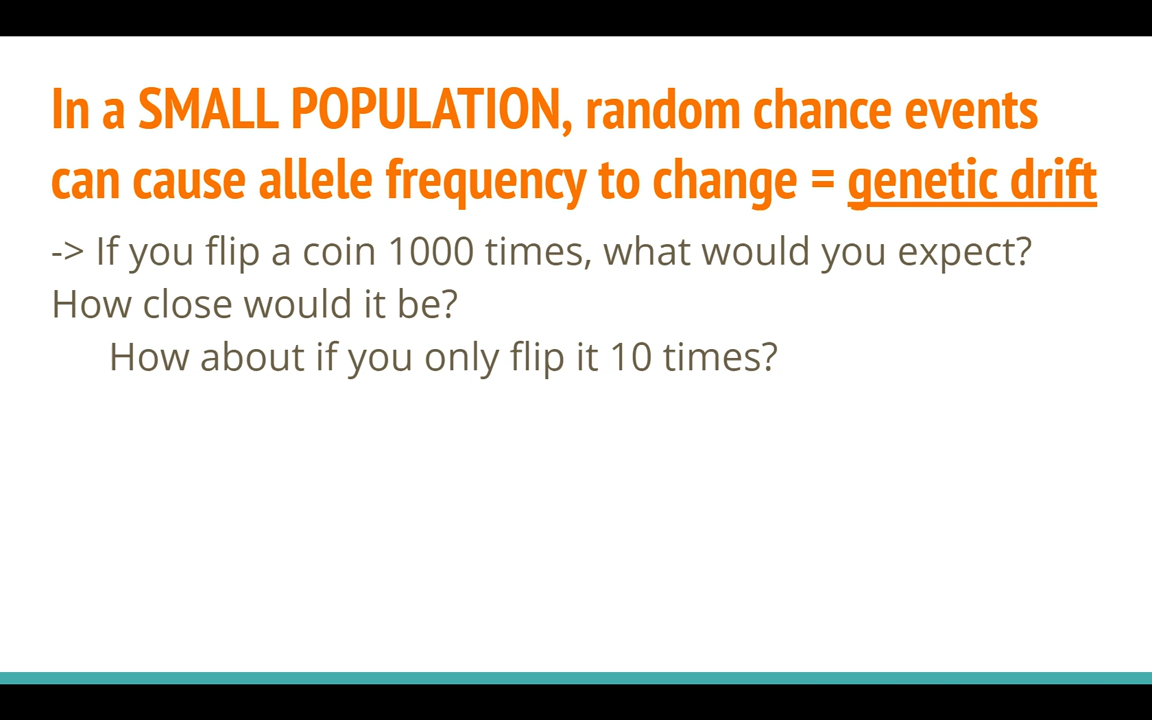 In a SMALL POPULATION, random chance events
can cause allele frequency to change = genetic drift
-> If you flip a coin 1000 times, what would you expect?
How close would it be?
How about if you only flip it 10 times?